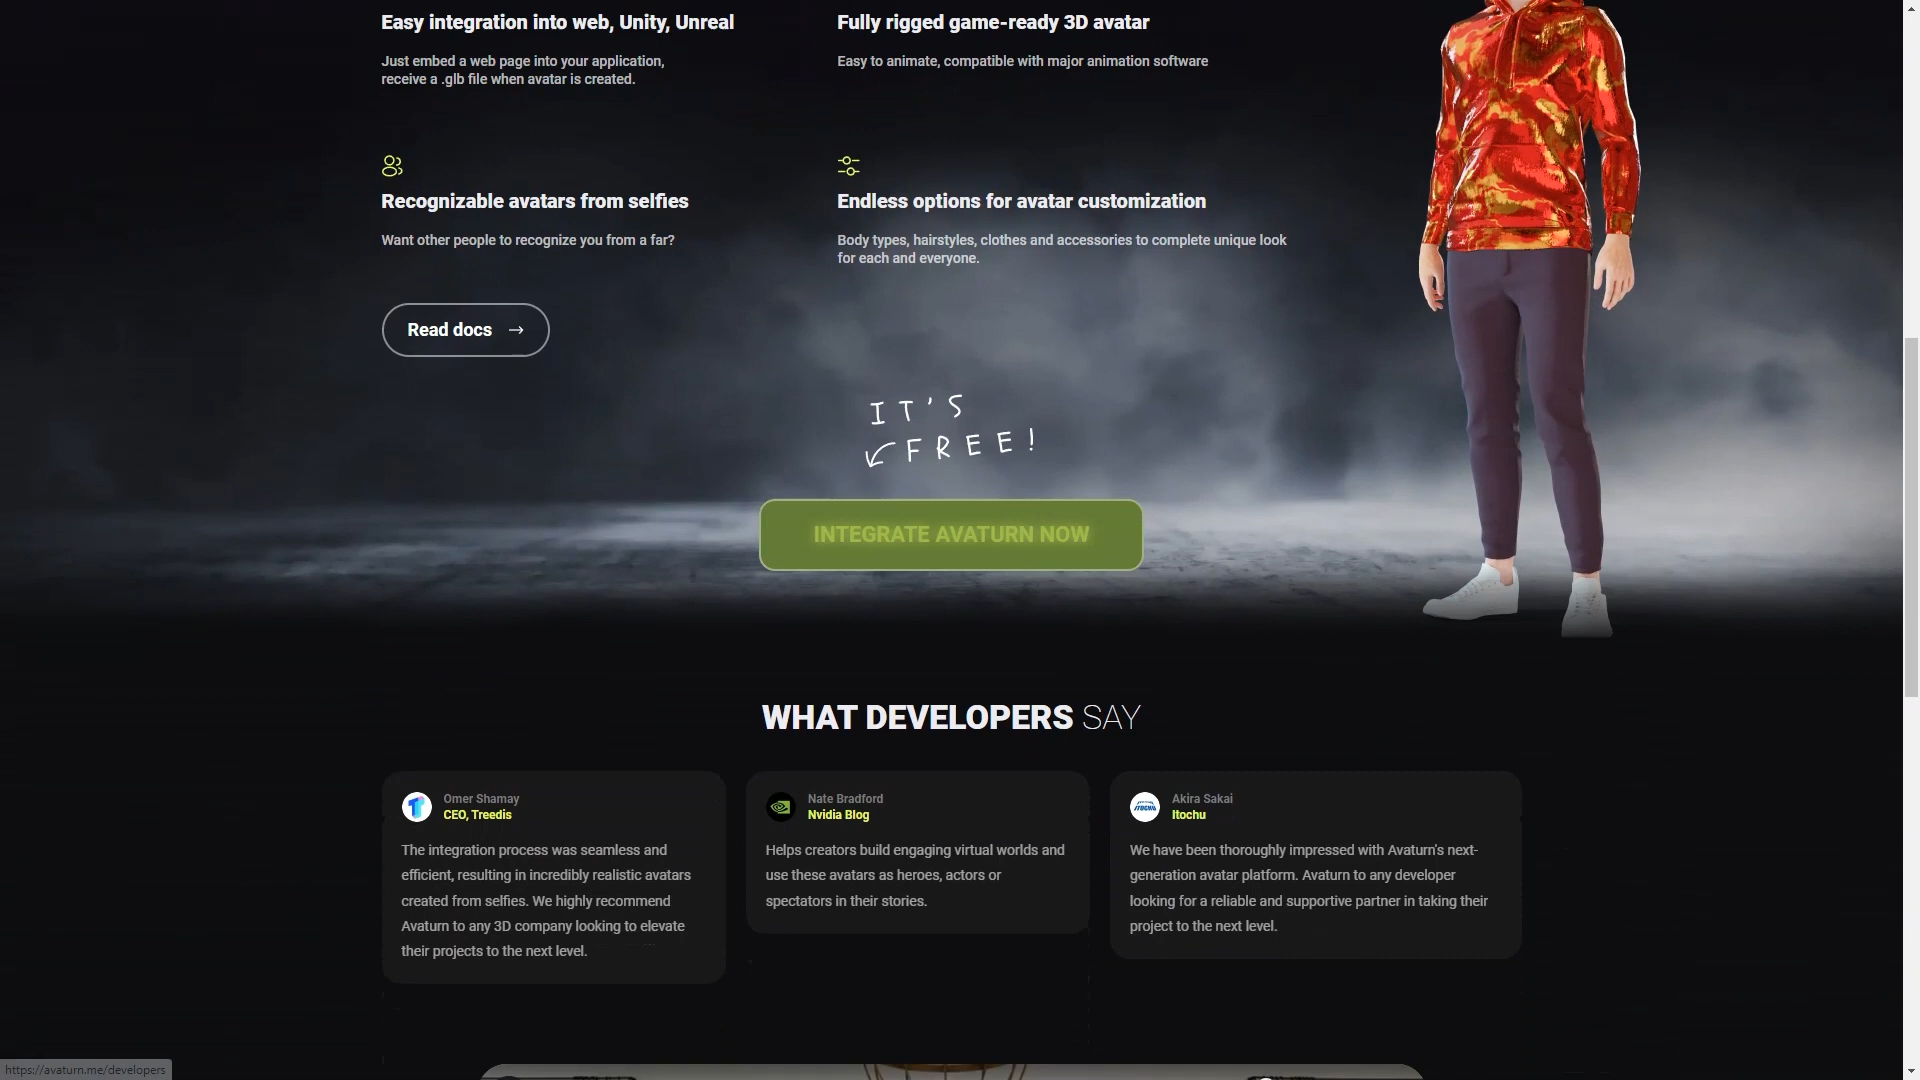 Easy integration into web, Unity, Unreal
Just embed a web page into your application,
receive a .glb file when avatar is created.
Fully rigged game-ready 3D avatar
Easy to animate, compatible with major animation software
Recognizable avatars from selfies
Want other people to recognize you from a far?
Endless options for avatar customization
Body types, hairstyles, clothes and accessories to complete unique look
for each and everyone.
Read docs →
IT'S
FREE!
INTEGRATE AVATURN NOW
WHAT DEVELOPERS SAY
Omer Shamay
CEO, Treedis
The integration process was seamless and
efficient, resulting in incredibly realistic avatars
created from selfies. We highly recommend
Avaturn to any 3D company looking to elevate
their projects to the next level.
Nate Bradford
Nvidia Blog
Helps creators build engaging virtual worlds and
use these avatars as heroes, actors or
spectators in their stories.
ITOCHU
Akira Sakai
Itochu
We have been thoroughly impressed with Avaturn's next-
generation avatar platform. Avaturn to any developer
looking for a reliable and supportive partner in taking their
project to the next level.
https://avaturn.me/developers